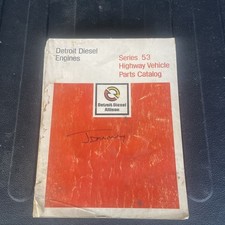 Detroit Diesel
Engines
Series 53
Highway Vehicle
Parts Catalog
Detroit Diesel
Allison